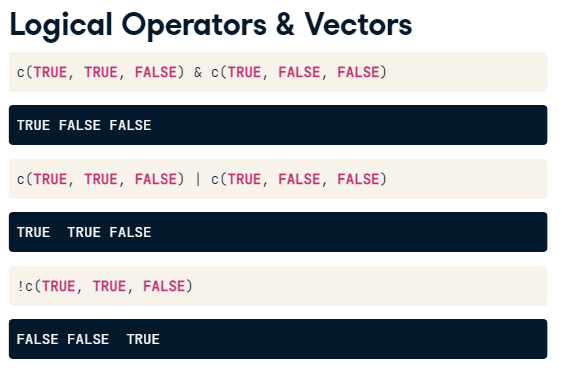 Logical Operators & Vectors
c(TRUE, TRUE, FALSE) & c(TRUE, FALSE, FALSE)
TRUE FALSE FALSE
c(TRUE, TRUE, FALSE) | c(TRUE, FALSE, FALSE)
TRUE  TRUE FALSE
!c(TRUE, TRUE, FALSE)
FALSE FALSE  TRUE